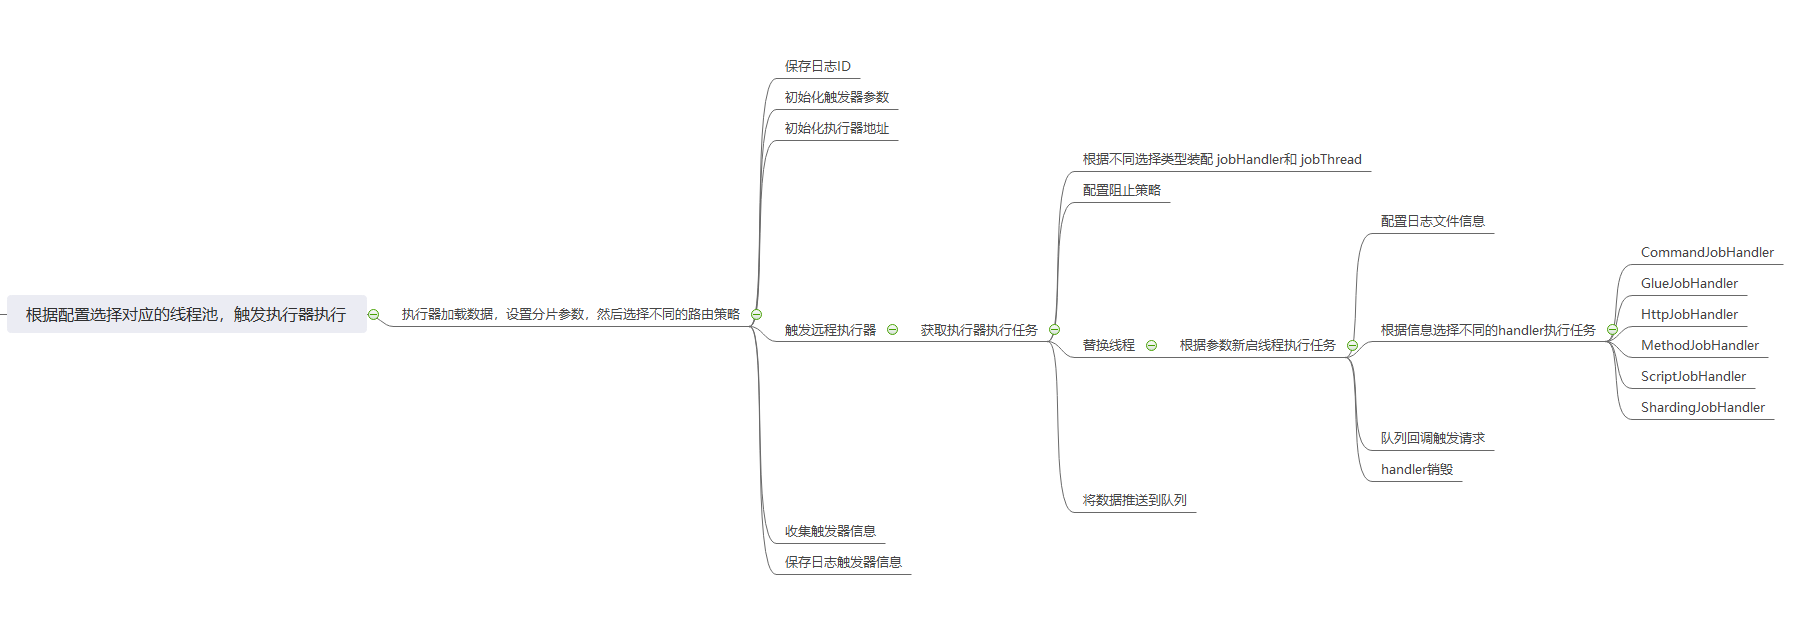 根据配置选择对应的线程池，触发执行器执行
执行器加载数据，设置分片参数，然后选择不同的路由策略
保存日志ID
初始化触发器参数
初始化执行器地址
触发远程执行器
获取执行器执行任务
根据不同选择类型装配 jobHandler和 jobThread
配置阻止策略
替换线程
根据参数新启线程执行任务
配置日志文件信息
根据信息选择不同的handler执行任务
CommandJobHandler
GlueJobHandler
HttpJobHandler
MethodJobHandler
ScriptJobHandler
ShardingJobHandler
队列回调触发请求
handler销毁
将数据推送到队列
收集触发器信息
保存日志触发器信息